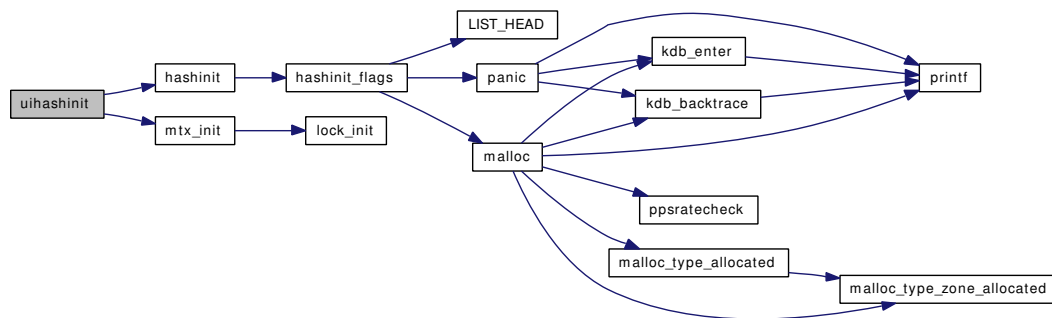 LIST_HEAD
kdb_enter
hashinit
hashinit_flags
panic
printf
uihashinit
kdb_backtrace
mtx_init
lock_init
malloc
ppsratecheck
malloc_type_allocated
malloc_type_zone_allocated